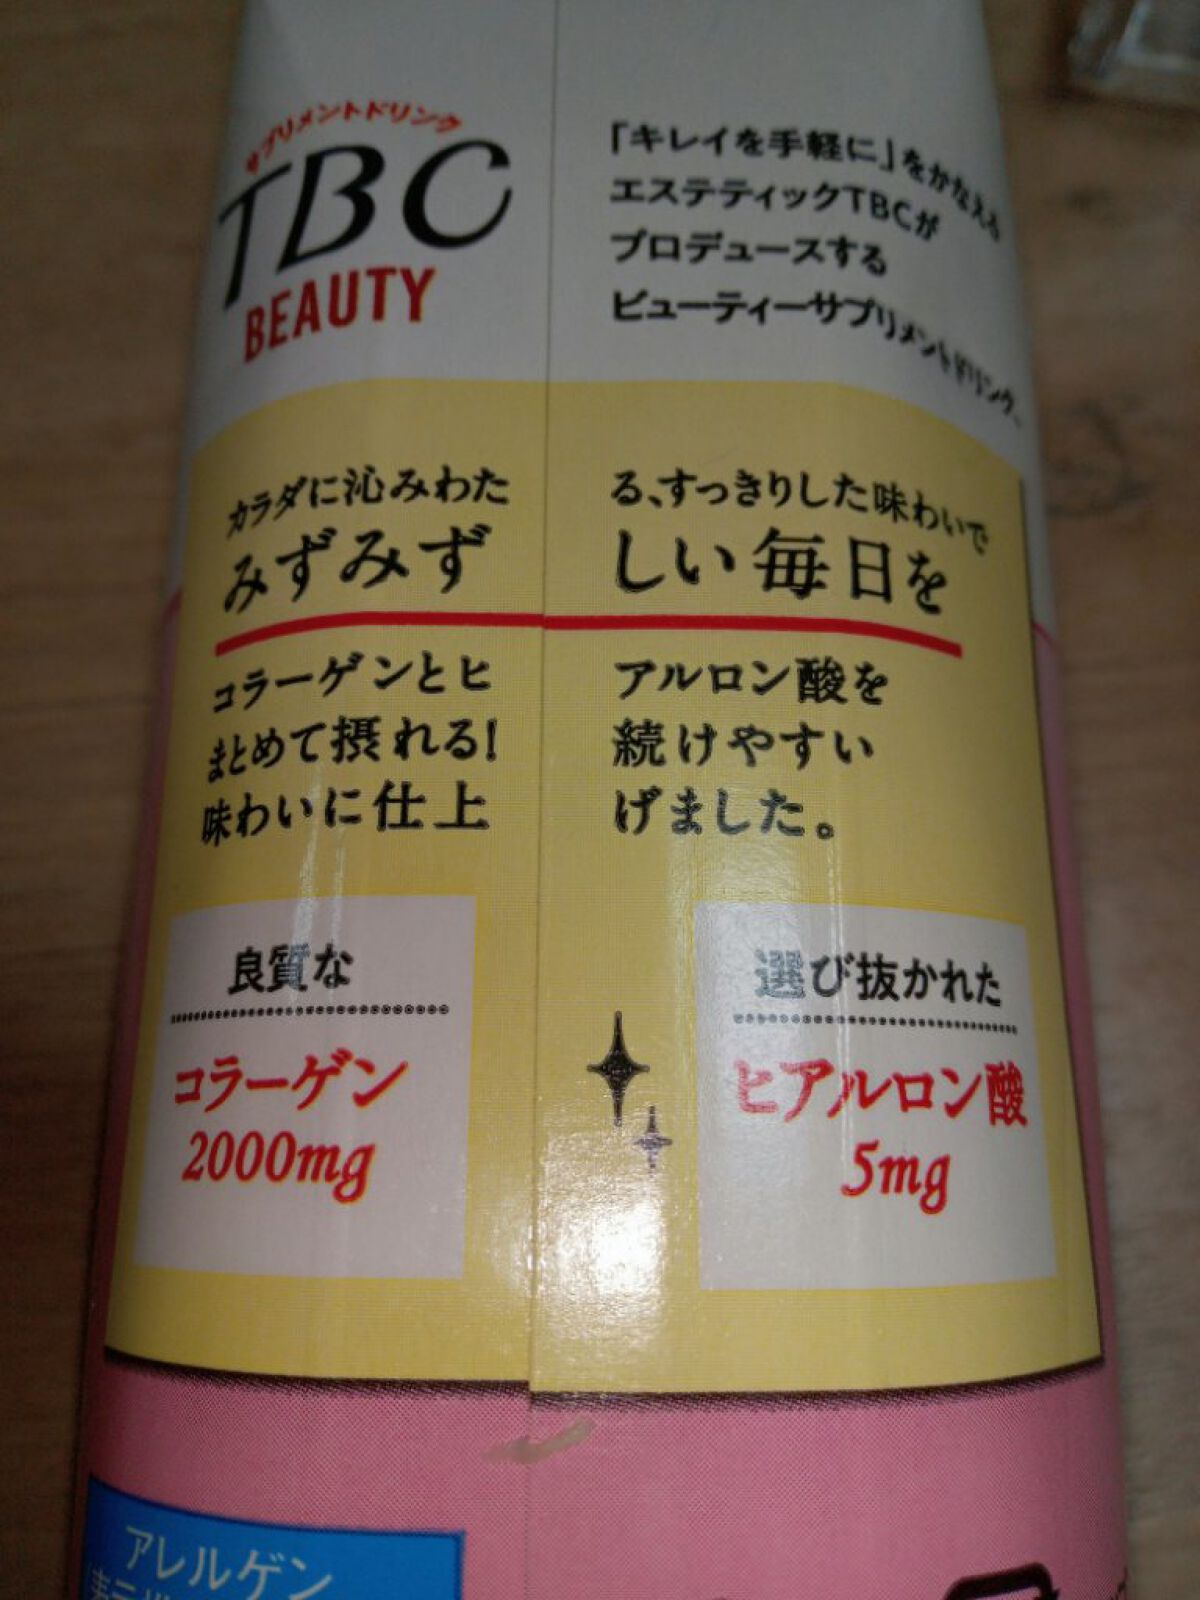 サプリメントドリンク
TBC
BEAUTY
「キレイを手軽に」をかなえる
エステティックTBCが
プロデュースする
ビューティーサプリメントドリンク。
カラダに沁みわたる、すっきりした味わいで
みずみずしい毎日を
コラーゲンとヒアルロン酸を
まとめて摂れる!続けやすい
味わいに仕上げました。
良質な
コラーゲン
2000mg
選び抜かれた
ヒアルロン酸
5mg
アレルゲン